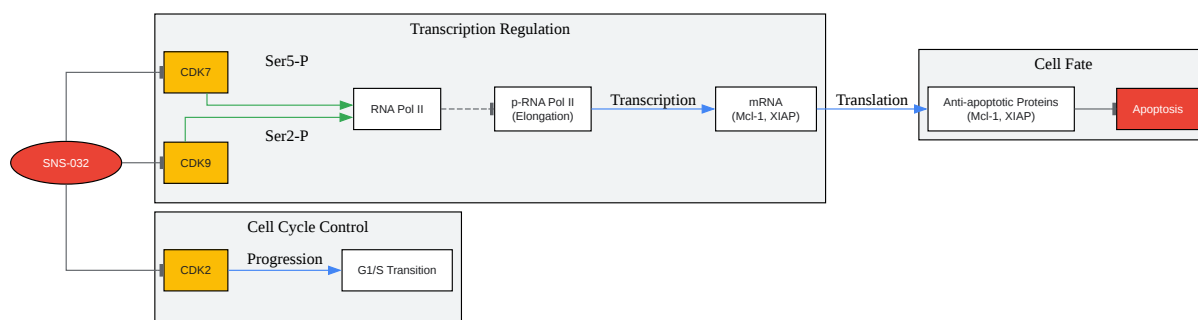 Transcription Regulation
Cell Fate
CDK7
Ser5-P
RNA Pol II
p-RNA Pol II
(Elongation)
Transcription
mRNA
(Mcl-1, XIAP)
Translation
Anti-apoptotic Proteins
(Mcl-1, XIAP)
Apoptosis
Ser2-P
SNS-032
CDK9
Cell Cycle Control
CDK2
Progression
G1/S Transition